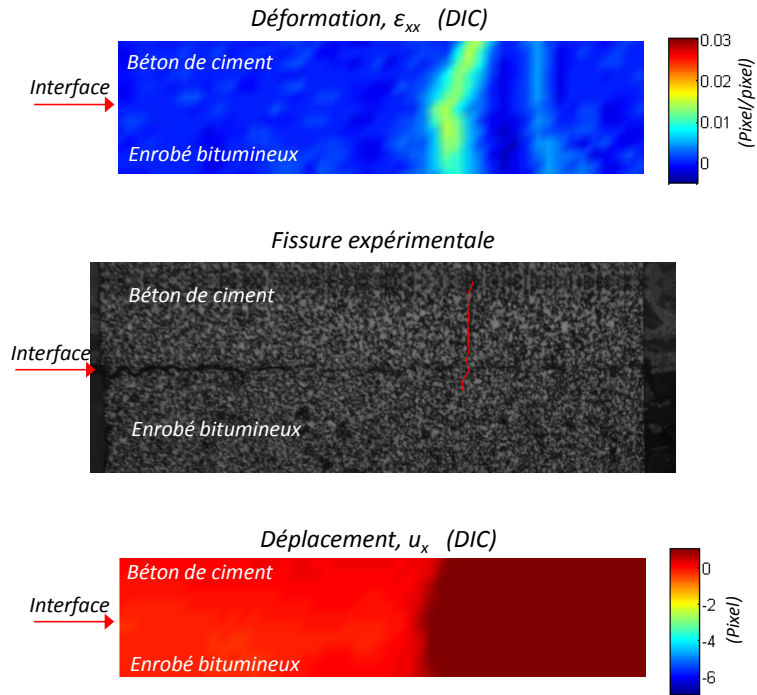 Déformation, εxx (DIC)
Béton de ciment
Interface
Enrobé bitumineux
0.03
0.02
0.01
0
(Pixel/pixel)
Fissure expérimentale
Béton de ciment
Interface
Enrobé bitumineux
Déplacement, ux (DIC)
Béton de ciment
Interface
Enrobé bitumineux
0
-2
-4
-6
(Pixel)